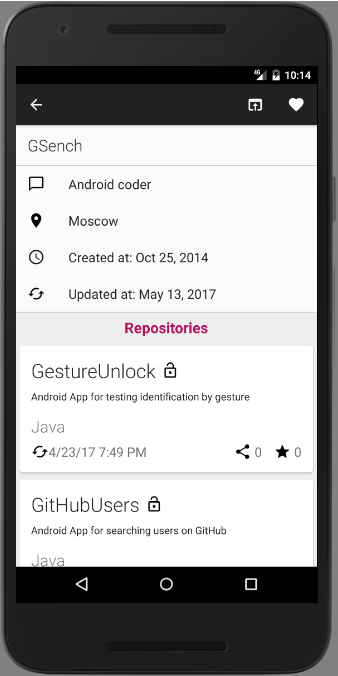 4G 10:14
GSench
Android coder
Moscow
Created at: Oct 25, 2014
Updated at: May 13, 2017
Repositories
GestureUnlock
Android App for testing identification by gesture
Java
4/23/17 7:49 PM 0 0
GitHubUsers
Android App for searching users on GitHub
Java